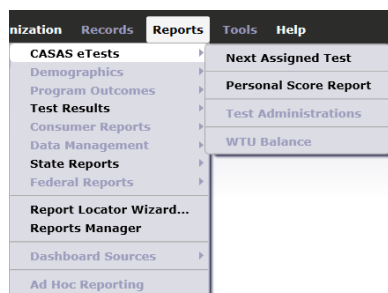 nization Records Reports Tools Help
CASAS eTests
Demographics
Program Outcomes
Test Results
Consumer Reports
Data Management
State Reports
Federal Reports
Report Locator Wizard...
Reports Manager
Dashboard Sources
Ad Hoc Reporting
Next Assigned Test
Personal Score Report
Test Administrations
WTU Balance